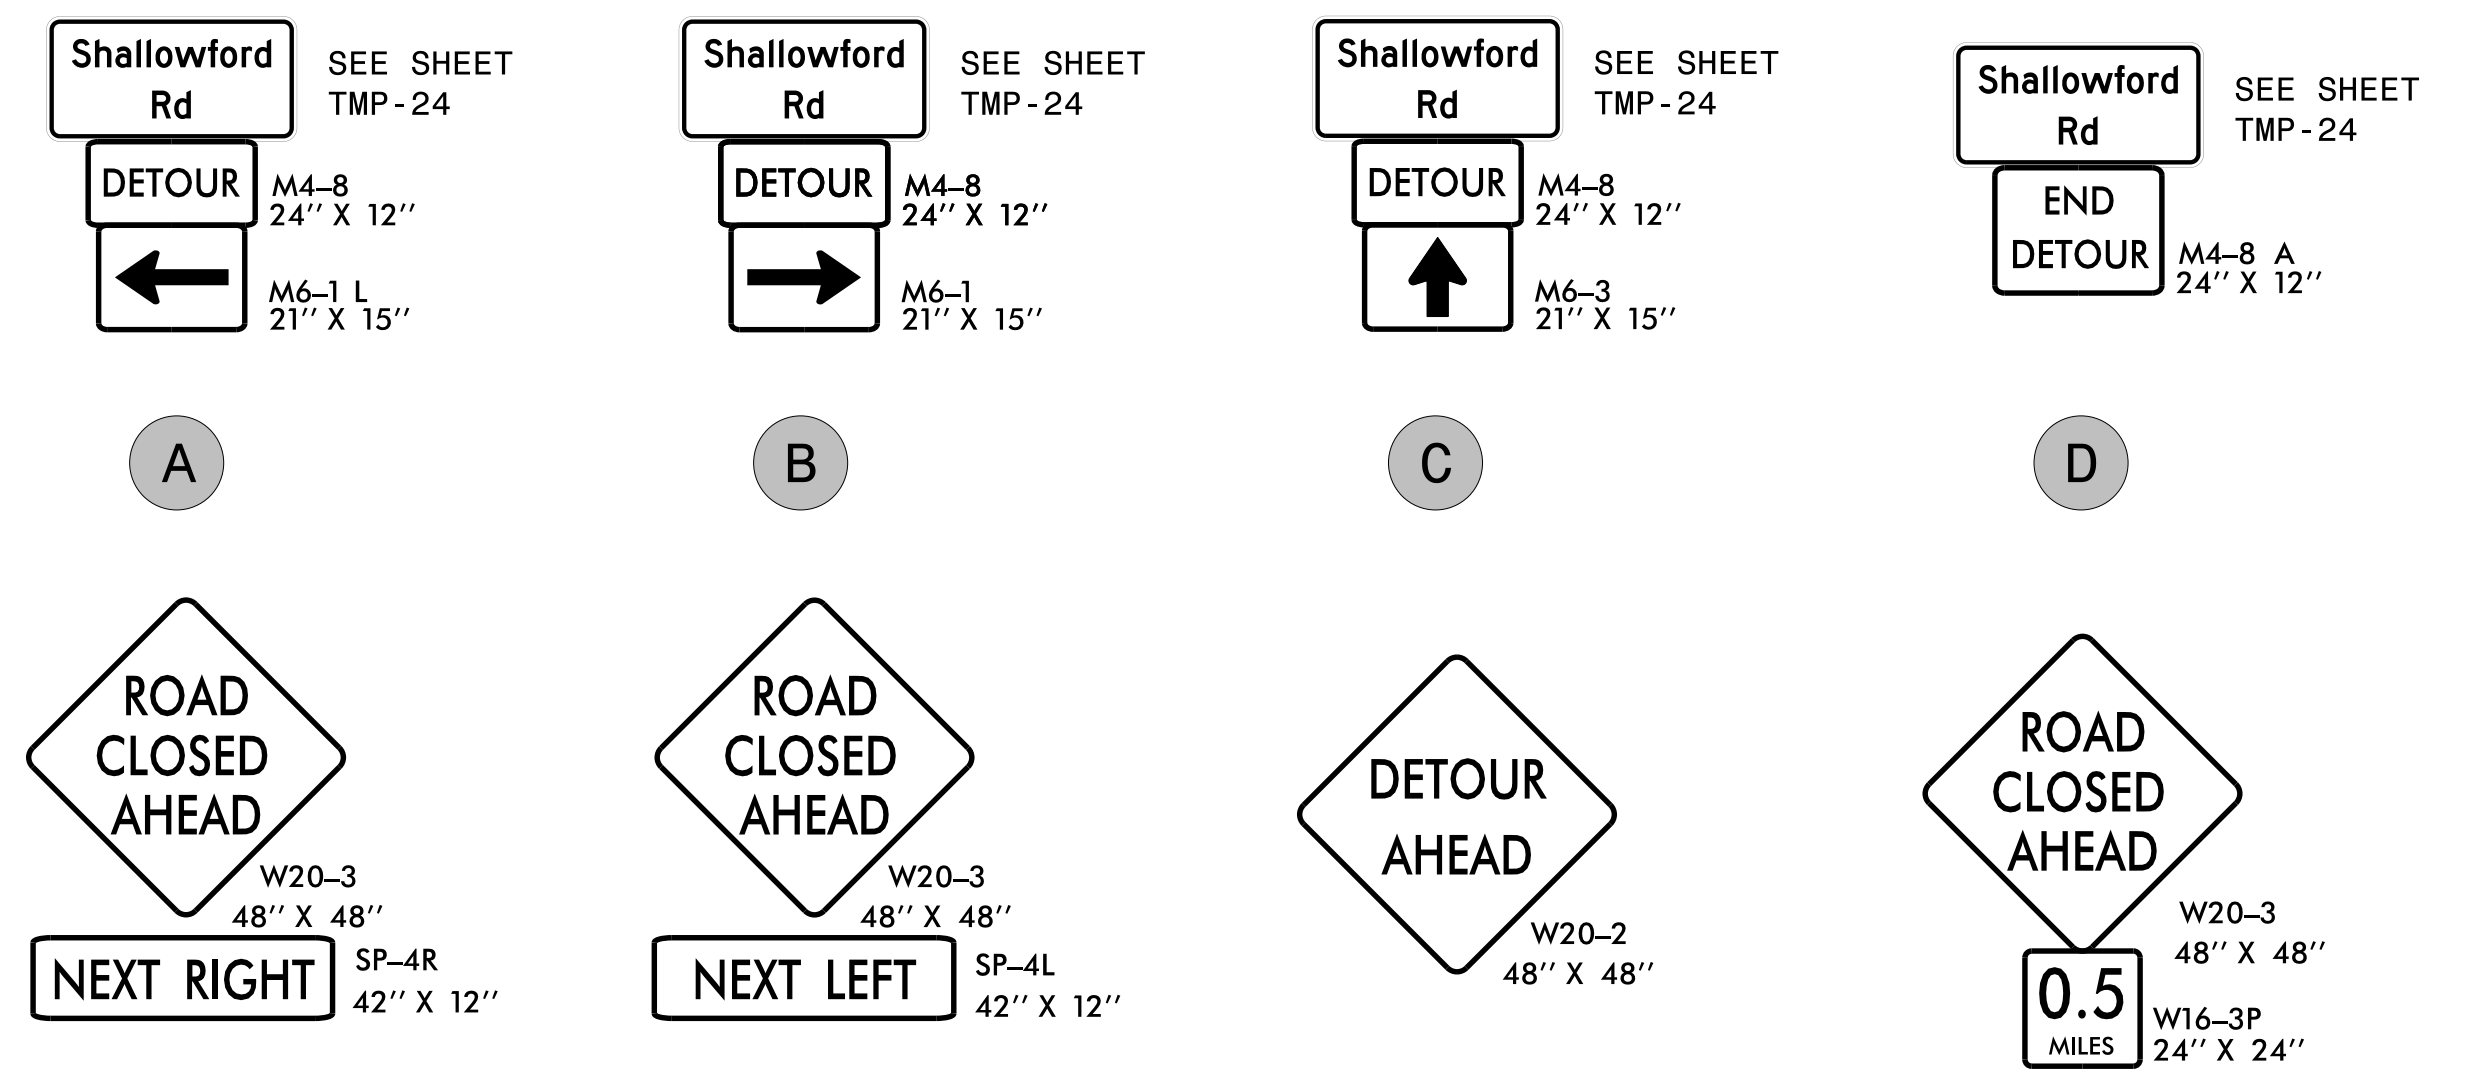 Shallowford
Rd
SEE SHEET
TMP-24
DETOUR
M4-8
24'' X 12''
M6-1 L
21'' X 15''
A
Shallowford
Rd
SEE SHEET
TMP-24
DETOUR
M4-8
24'' X 12''
M6-1
21'' X 15''
B
Shallowford
Rd
SEE SHEET
TMP-24
DETOUR
M4-8
24'' X 12''
M6-3
21'' X 15''
C
Shallowford
Rd
SEE SHEET
TMP-24
END
DETOUR
M4-8 A
24'' X 12''
D
ROAD
CLOSED
AHEAD
W20-3
48'' X 48''
NEXT RIGHT
SP-4R
42'' X 12''
ROAD
CLOSED
AHEAD
W20-3
48'' X 48''
NEXT LEFT
SP-4L
42'' X 12''
DETOUR
AHEAD
W20-2
48'' X 48''
ROAD
CLOSED
AHEAD
W20-3
48'' X 48''
0.5
MILES
W16-3P
24'' X 24''